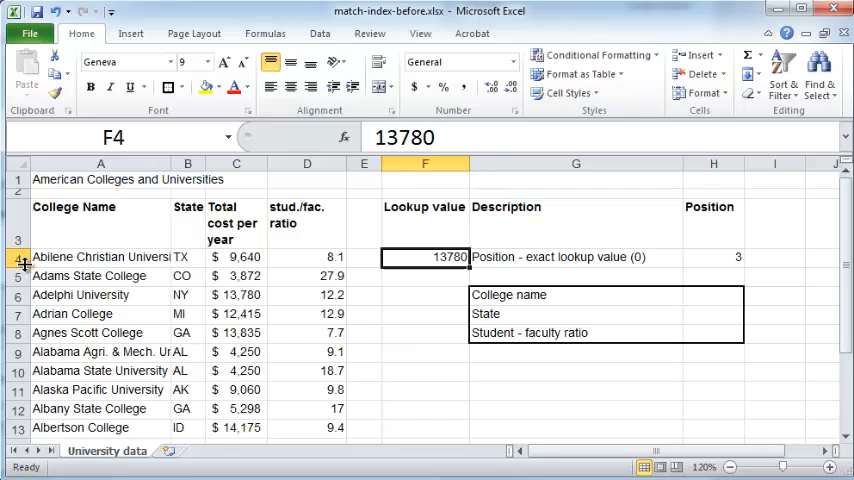 match-index-before.xlsx - Microsoft Excel
File Home Insert Page Layout Formulas Data Review View Acrobat
Paste
Geneva 9 A A
B I U A
General
$ % , .0 .00 .00 .0
Conditional Formatting
Format as Table
Cell Styles
Insert
Delete
Format
Σ
Sort & Filter
Find & Select
Clipboard Font Alignment Number Styles Cells Editing
F4 fx 13780
A B C D E F G H I J
1 American Colleges and Universities
2
3 College Name State Total cost per year stud./fac. ratio Lookup value Description Position
4 Abilene Christian Universi TX $ 9,640 8.1 13780 Position - exact lookup value (0) 3
5 Adams State College CO $ 3,872 27.9
6 Adelphi University NY $ 13,780 12.2 College name
7 Adrian College MI $ 12,415 12.9 State
8 Agnes Scott College GA $ 13,835 7.7 Student - faculty ratio
9 Alabama Agri. & Mech. Ur AL $ 4,250 9.1
10 Alabama State University AL $ 4,250 18.7
11 Alaska Pacific University AK $ 9,060 9.8
12 Albany State College GA $ 5,298 17
13 Albertson College ID $ 14,175 9.4
University data
Ready 120%